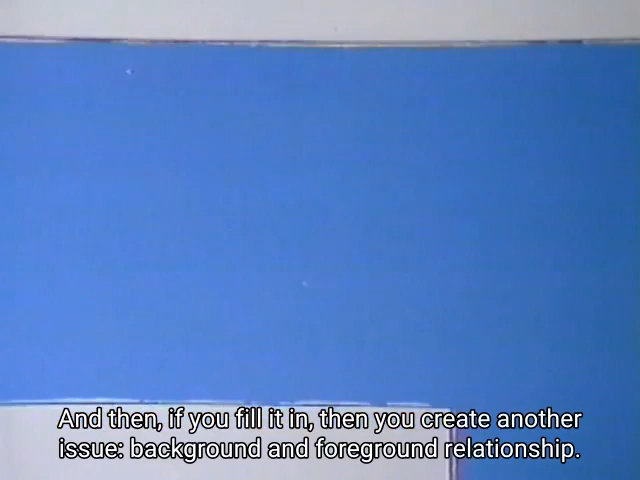 And then, if you fill it in, then you create another
issue: background and foreground relationship.